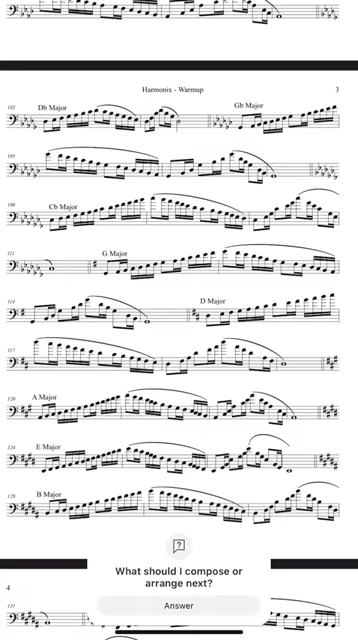 Harmonix - Warmup 3
102 Db Major Gb Major
105
108 Cb Major
111 G Major
114 D Major
117
120 A Major
124 E Major
128 B Major
What should I compose or
arrange next?
Answer
4
131